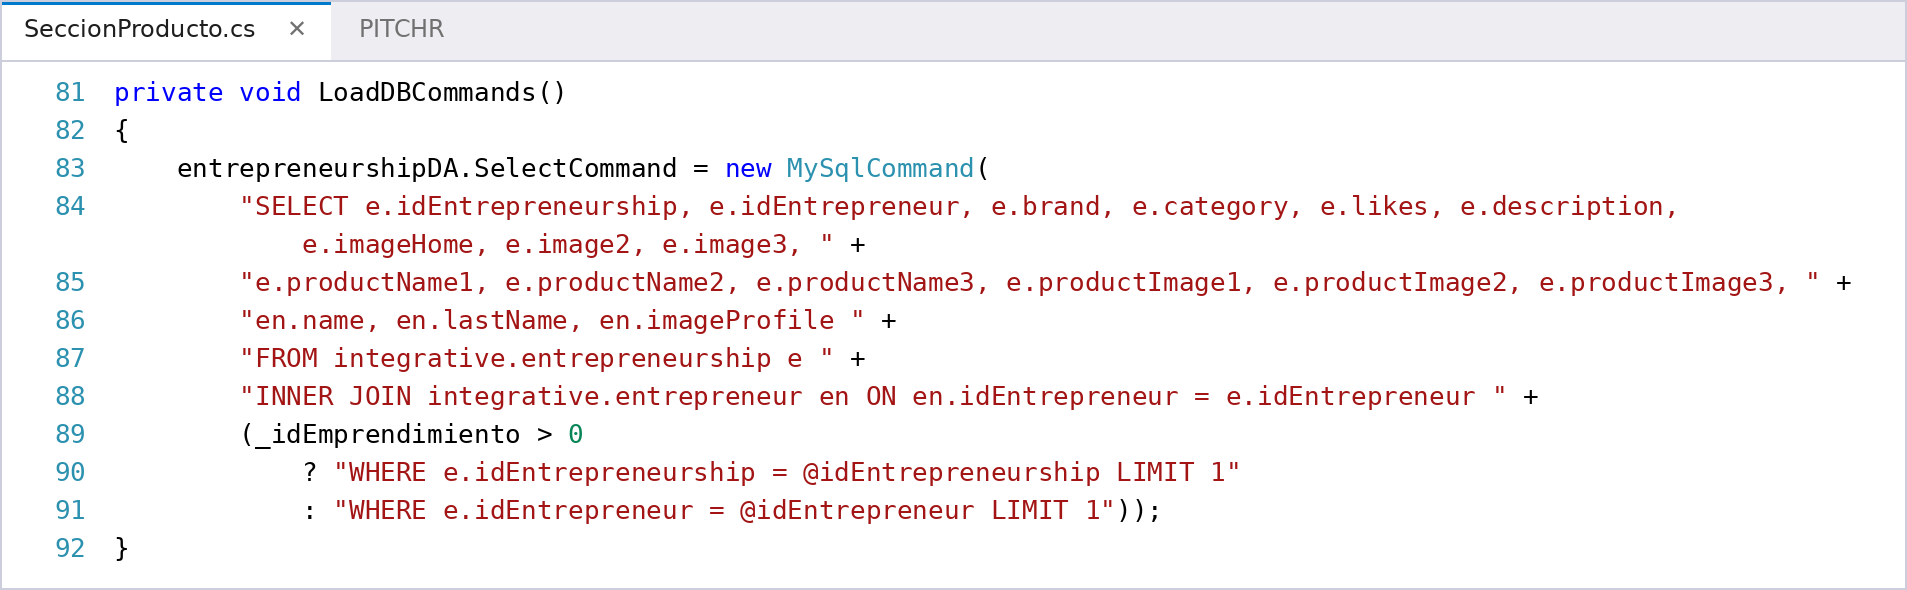 SeccionProducto.cs ✕ PITCHR
81 private void LoadDBCommands()
82 {
83     entrepreneurshipDA.SelectCommand = new MySqlCommand(
84         "SELECT e.idEntrepreneurship, e.idEntrepreneur, e.brand, e.category, e.likes, e.description,
            e.imageHome, e.image2, e.image3, " +
85         "e.productName1, e.productName2, e.productName3, e.productImage1, e.productImage2, e.productImage3, " +
86         "en.name, en.lastName, en.imageProfile " +
87         "FROM integrative.entrepreneurship e " +
88         "INNER JOIN integrative.entrepreneur en ON en.idEntrepreneur = e.idEntrepreneur " +
89         (_idEmprendimiento > 0
90             ? "WHERE e.idEntrepreneurship = @idEntrepreneurship LIMIT 1"
91             : "WHERE e.idEntrepreneur = @idEntrepreneur LIMIT 1"));
92 }